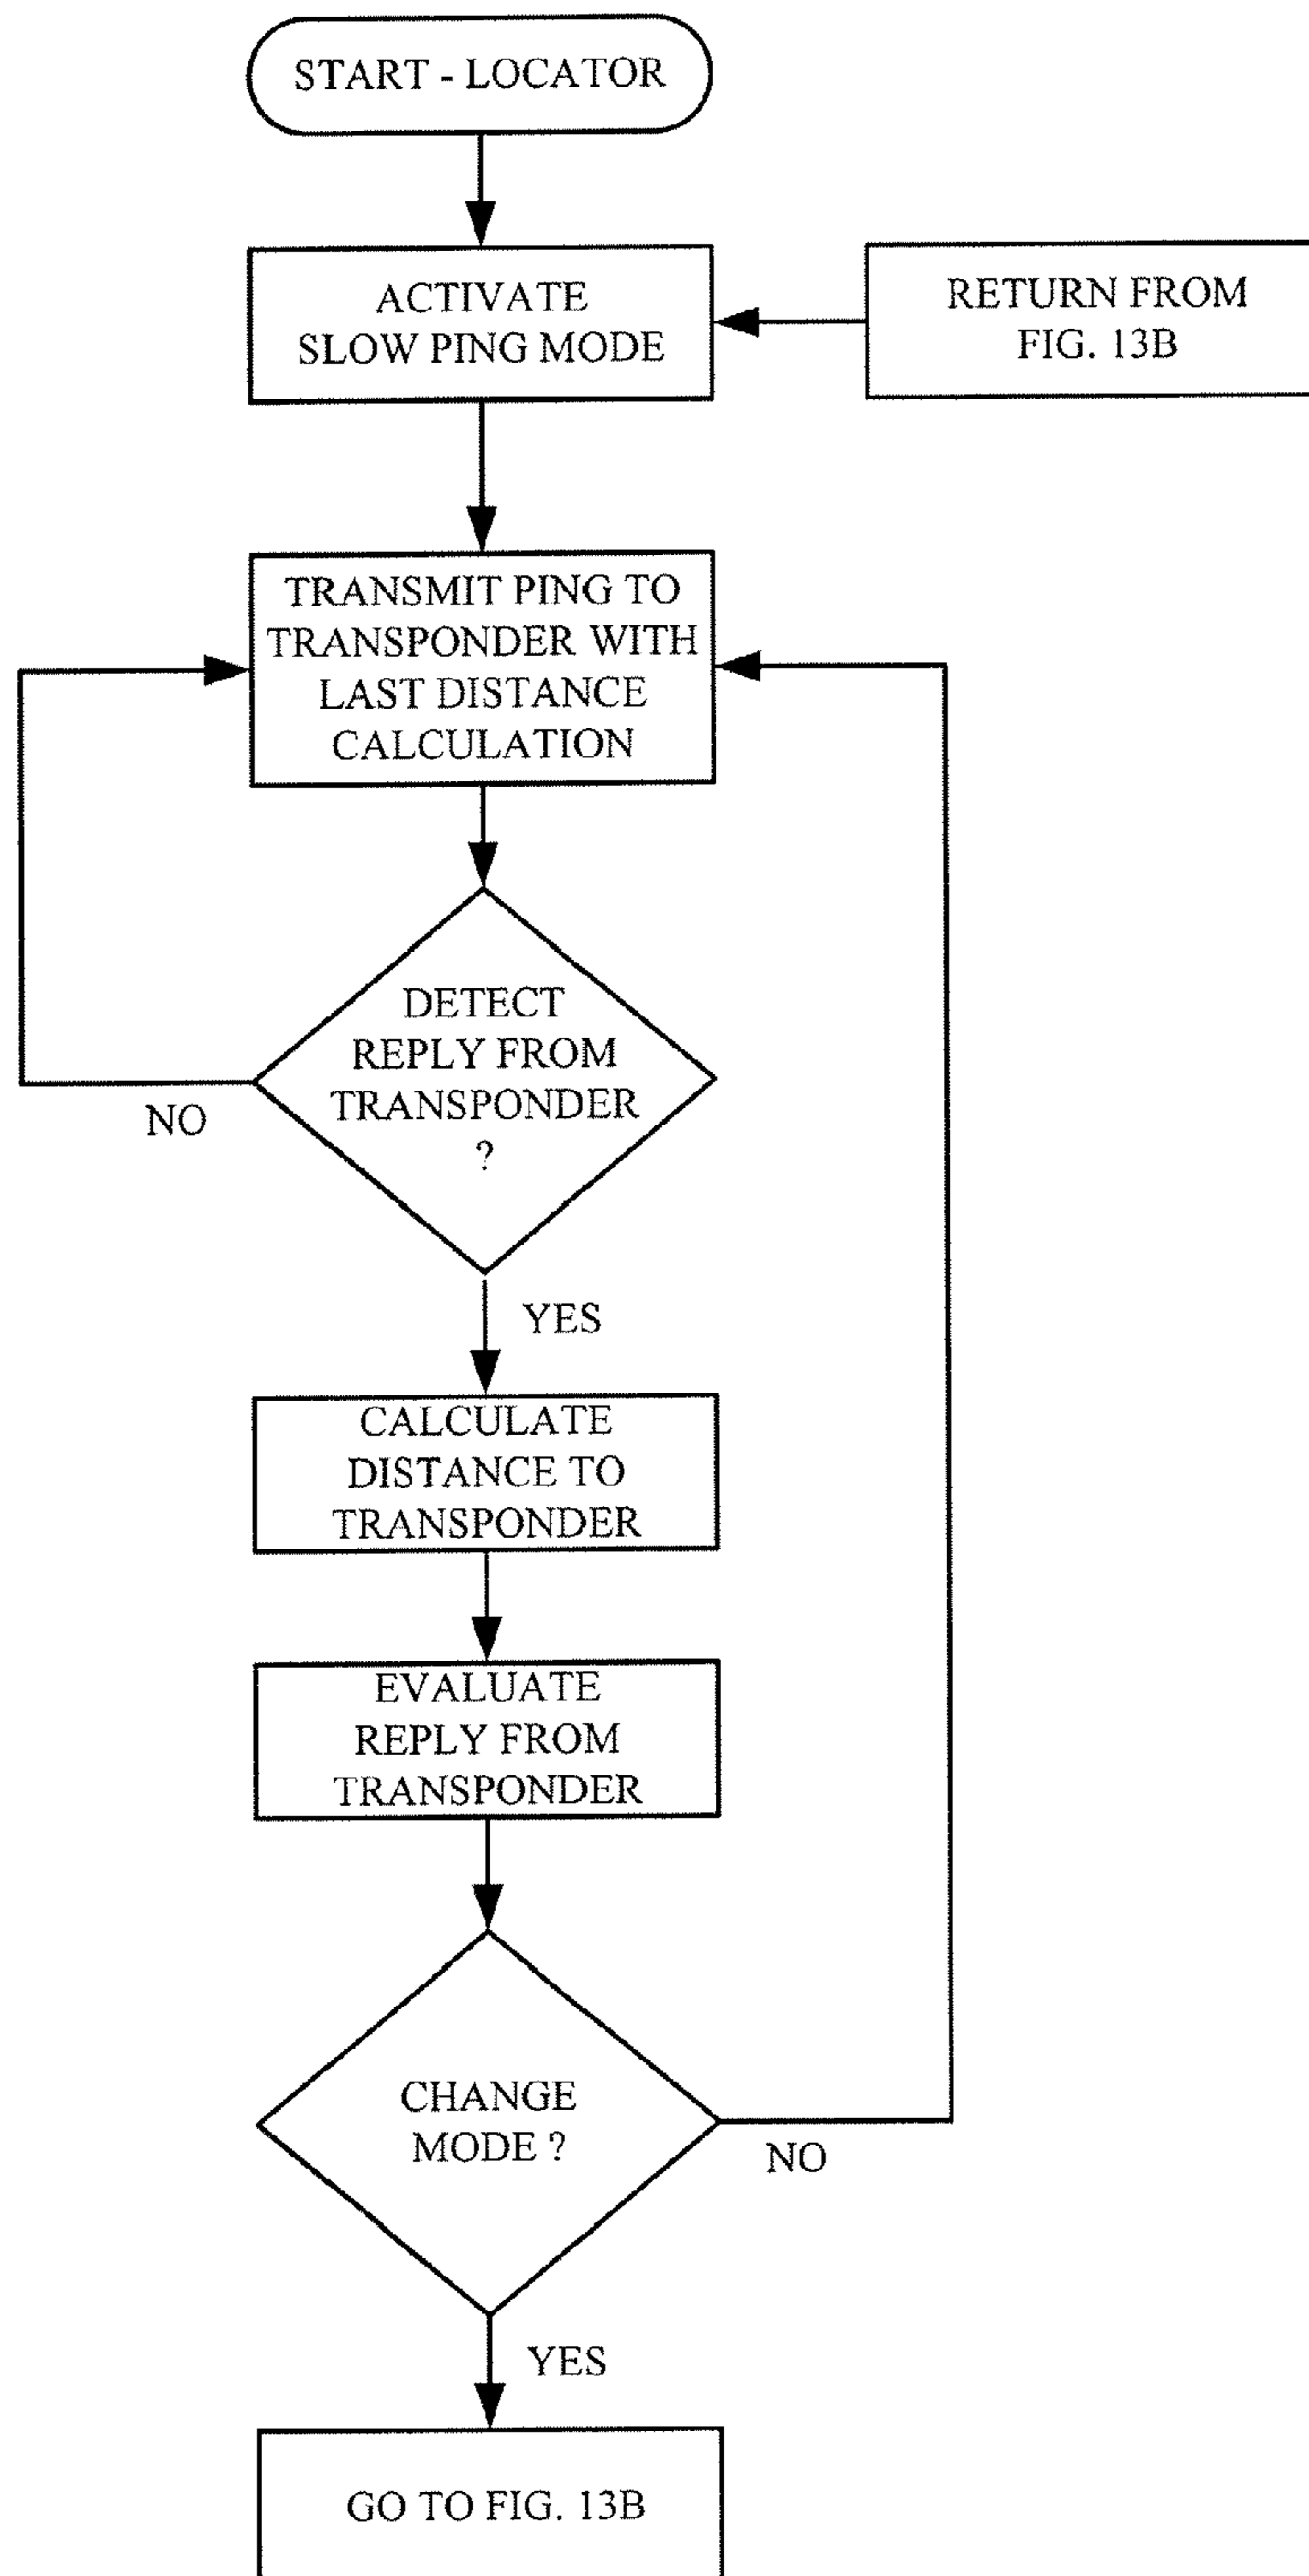 START - LOCATOR
ACTIVATE
SLOW PING MODE
RETURN FROM
FIG. 13B
TRANSMIT PING TO
TRANSPONDER WITH
LAST DISTANCE
CALCULATION
DETECT
REPLY FROM
TRANSPONDER
?
NO
YES
CALCULATE
DISTANCE TO
TRANSPONDER
EVALUATE
REPLY FROM
TRANSPONDER
CHANGE
MODE ?
NO
YES
GO TO FIG. 13B